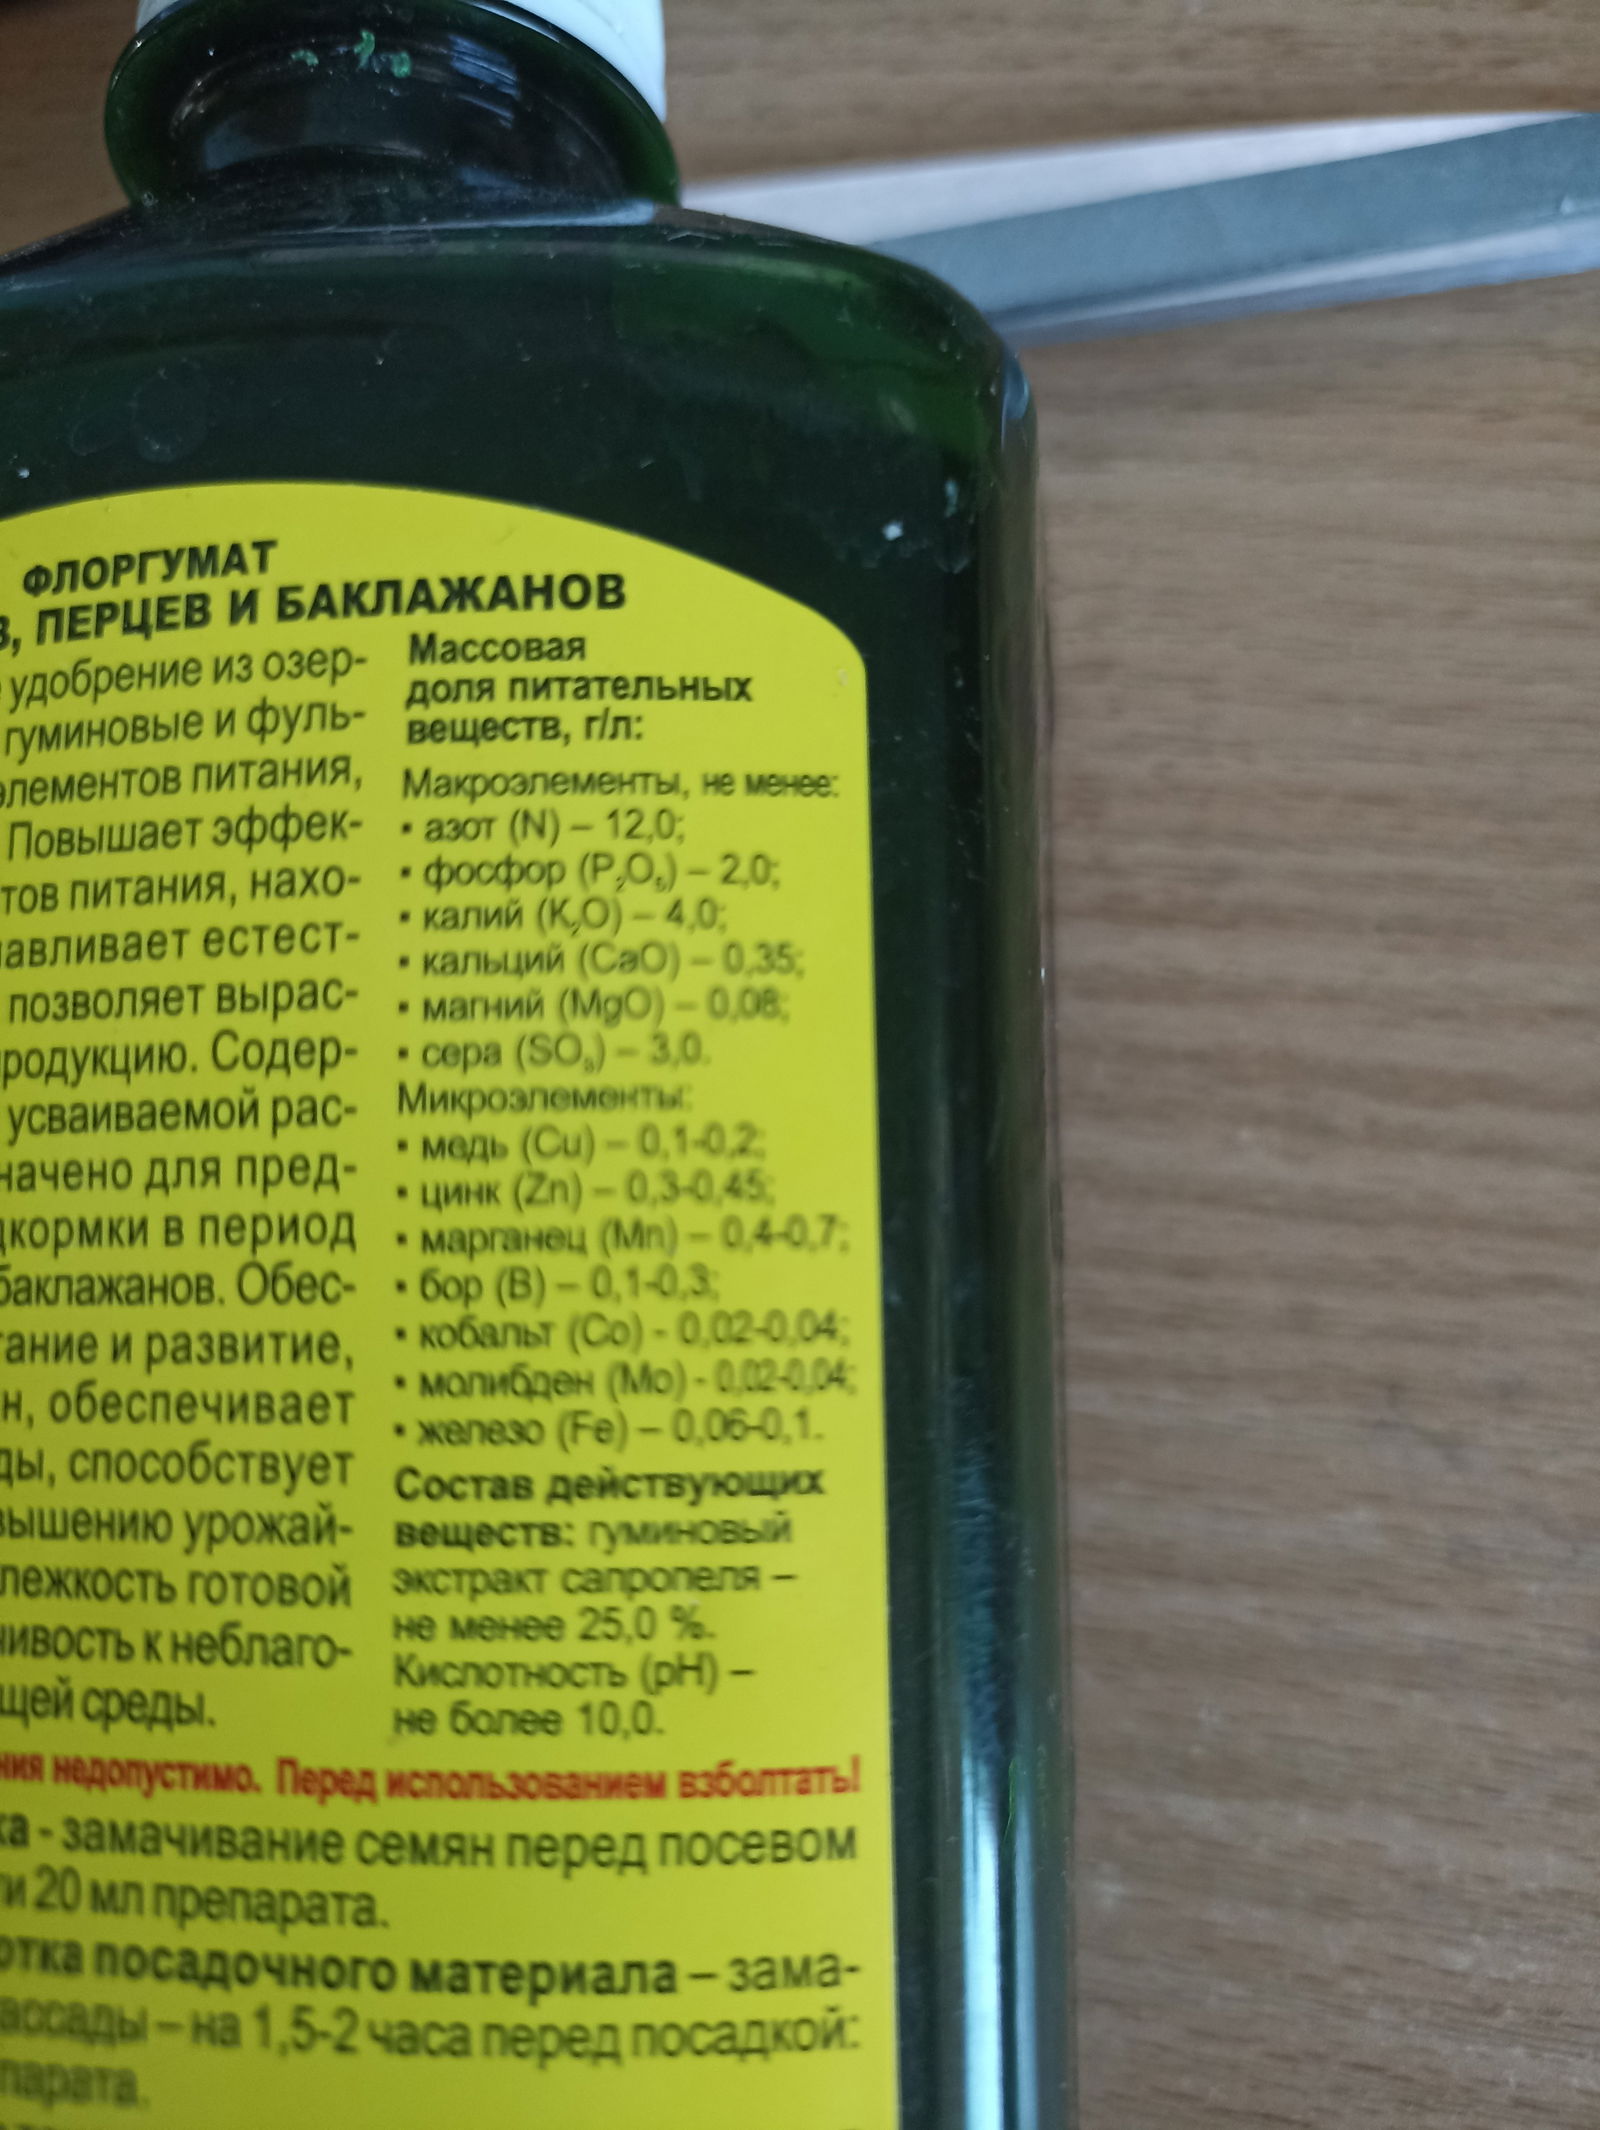 ФЛОРГУМАТ
В, ПЕРЦЕВ И БАКЛАЖАНОВ
удобрение из озер-
гуминовые и фуль-
элементов питания,
Повышает эффек-
тов питания, нахо-
авливает естест-
позволяет вырас-
продукцию. Содер-
усваиваемой рас-
начено для пред-
дкормки в период
баклажанов. Обес-
тание и развитие,
н, обеспечивает
ды, способствует
вышению урожай-
лежкость готовой
чивость к неблаго-
щей среды.
Массовая
доля питательных
веществ, г/л:
Макроэлементы, не менее:
▪ азот (N) – 12,0;
▪ фосфор (P₂O₅) – 2,0;
▪ калий (K₂O) – 4,0;
▪ кальций (CaO) – 0,35;
▪ магний (MgO) – 0,08;
▪ сера (SO₃) – 3,0.
Микроэлементы:
▪ медь (Cu) – 0,1-0,2;
▪ цинк (Zn) – 0,3-0,45;
▪ марганец (Mn) – 0,4-0,7;
▪ бор (B) – 0,1-0,3;
▪ кобальт (Co) - 0,02-0,04;
▪ молибден (Mo) - 0,02-0,04;
▪ железо (Fe) – 0,06-0,1.
Состав действующих
веществ: гуминовый
экстракт сапропеля –
не менее 25,0 %.
Кислотность (pH) –
не более 10,0.
ния недопустимо. Перед использованием взболтать!
ка - замачивание семян перед посевом
ти 20 мл препарата.
отка посадочного материала – зама-
ассады – на 1,5-2 часа перед посадкой:
парата.